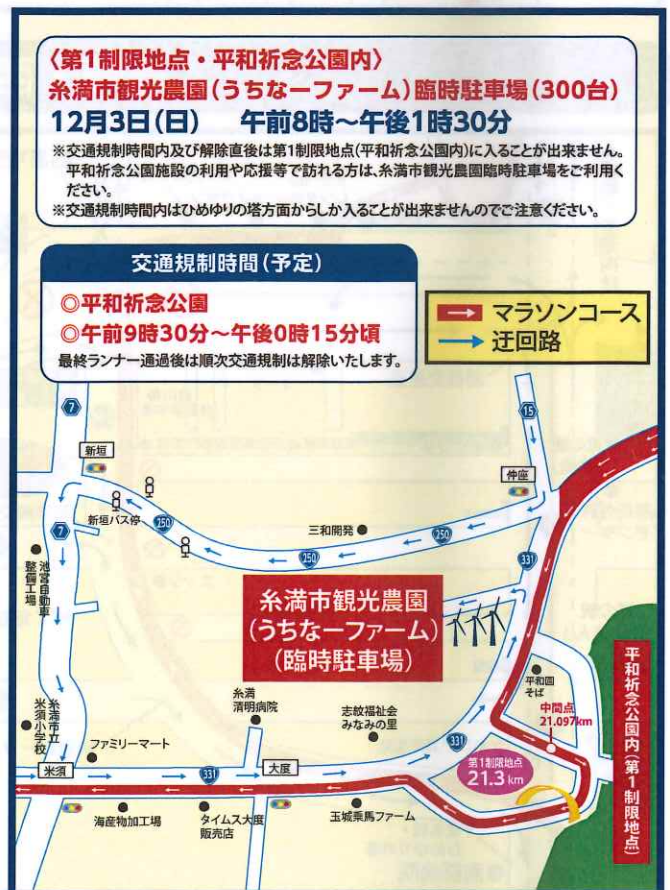 〈第1制限地点・平和祈念公園内〉
糸満市観光農園(うちなーファーム)臨時駐車場(300台)
12月3日(日) 午前8時～午後1時30分
※交通規制時間内及び解除直後は第1制限地点(平和祈念公園内)に入ることが出来ません。
平和祈念公園施設の利用や応援等で訪れる方は、糸満市観光農園臨時駐車場をご利用く
ださい。
※交通規制時間内はひめゆりの塔方面からしか入ることが出来ませんのでご注意ください。
交通規制時間(予定)
◎平和祈念公園
◎午前9時30分～午後0時15分頃
最終ランナー通過後は順次交通規制は解除いたします。
マラソンコース
迂回路
7
15
新垣
仲座
新垣バス停
250
三和開発
250
250
331
7
池宮自動車
整備工場
糸満市観光農園
(うちなーファーム)
(臨時駐車場)
平和園
そば
中間点
21.097km
平和祈念公園内(第1制限地点)
糸満市立
米須小学校
糸満
清明病院
志紋福祉会
みなみの里
331
第1制限地点
21.3km
ファミリーマート
米須
331
大度
海産物加工場
タイムス大度
販売店
玉城乗馬ファーム